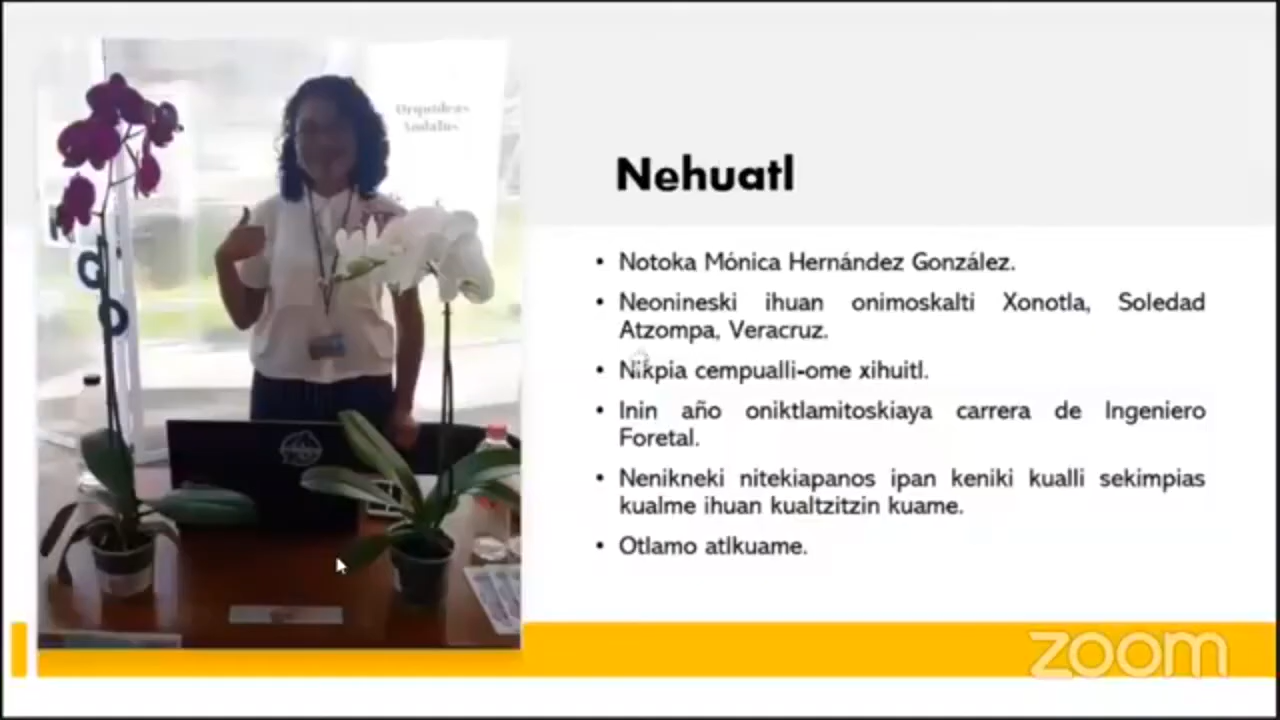 Orquídeas
Nehuatl
• Notoka Mónica Hernández González.
• Neonineski ihuan onimoskalti Xonotla, Soledad
Atzompa, Veracruz.
• Nikpia cempualli-ome xihuitl.
• Inin año oniktlamitoskiaya carrera de Ingeniero
Foretal.
• Nenikneki nitekiapanos ipan keniki kualli sekimpias
kualme ihuan kualtzitzin kuame.
• Otlamo atlkuame.
zoom